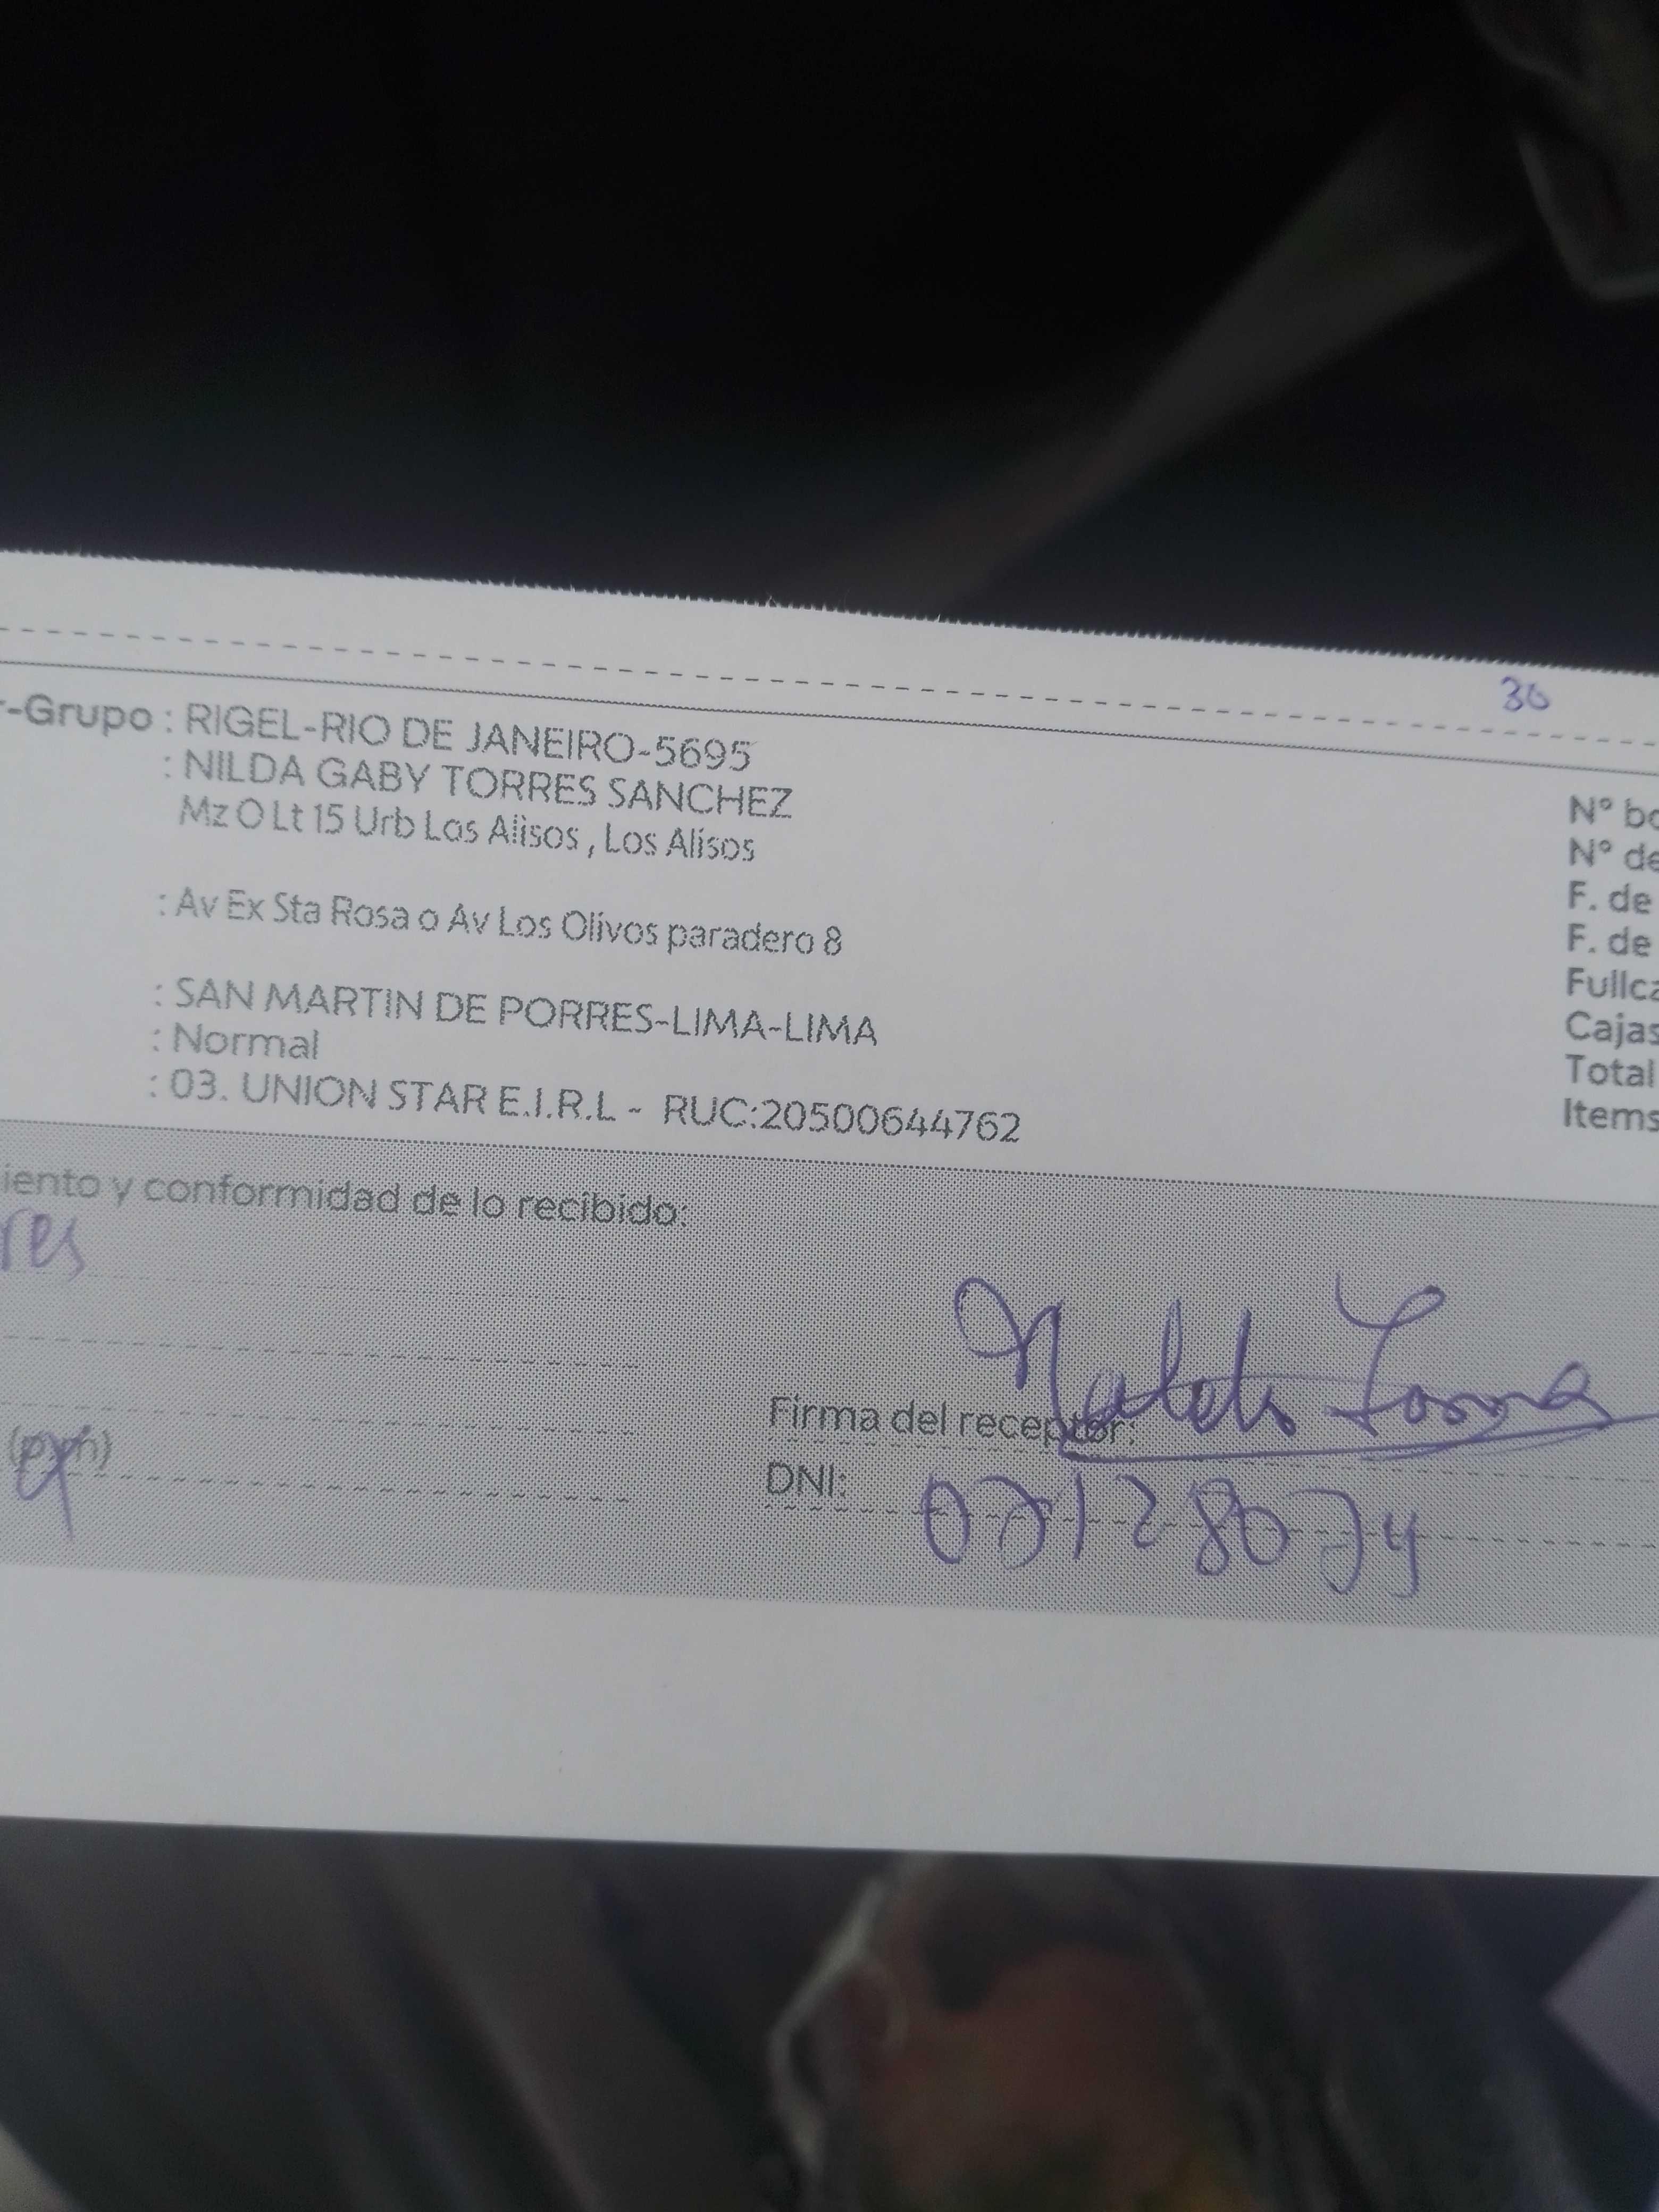 30
r-Grupo : RIGEL-RIO DE JANEIRO-5695
: NILDA GABY TORRES SANCHEZ
Mz O Lt 15 Urb Los Alisos , Los Alisos
: Av Ex Sta Rosa o Av Los Olivos paradero 8
: SAN MARTIN DE PORRES-LIMA-LIMA
: Normal
: 03. UNION STAR E.I.R.L - RUC:20500644762
N° bo
N° de
F. de
F. de
Fullca
Cajas
Total
Items
iento y conformidad de lo recibido:
res
Firma del receptor:
DNI: